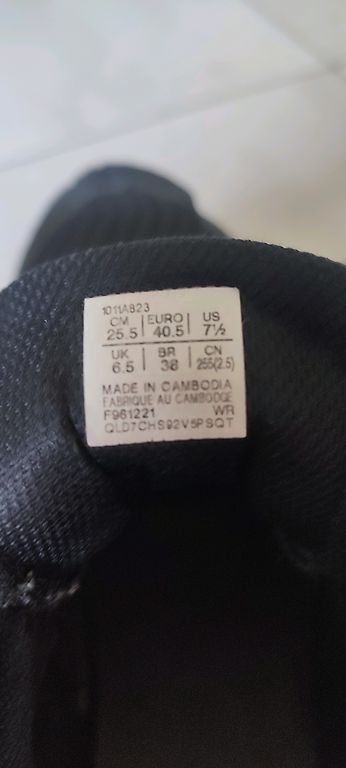 1011A823
CM | EURO | US
25.5 | 40.5 | 7½
UK | BR | CN
6.5 | 38 | 255(2.5)
MADE IN CAMBODIA
FABRIQUE AU CAMBODGE
F961221 WR
QLD7CHS92V5PSQT